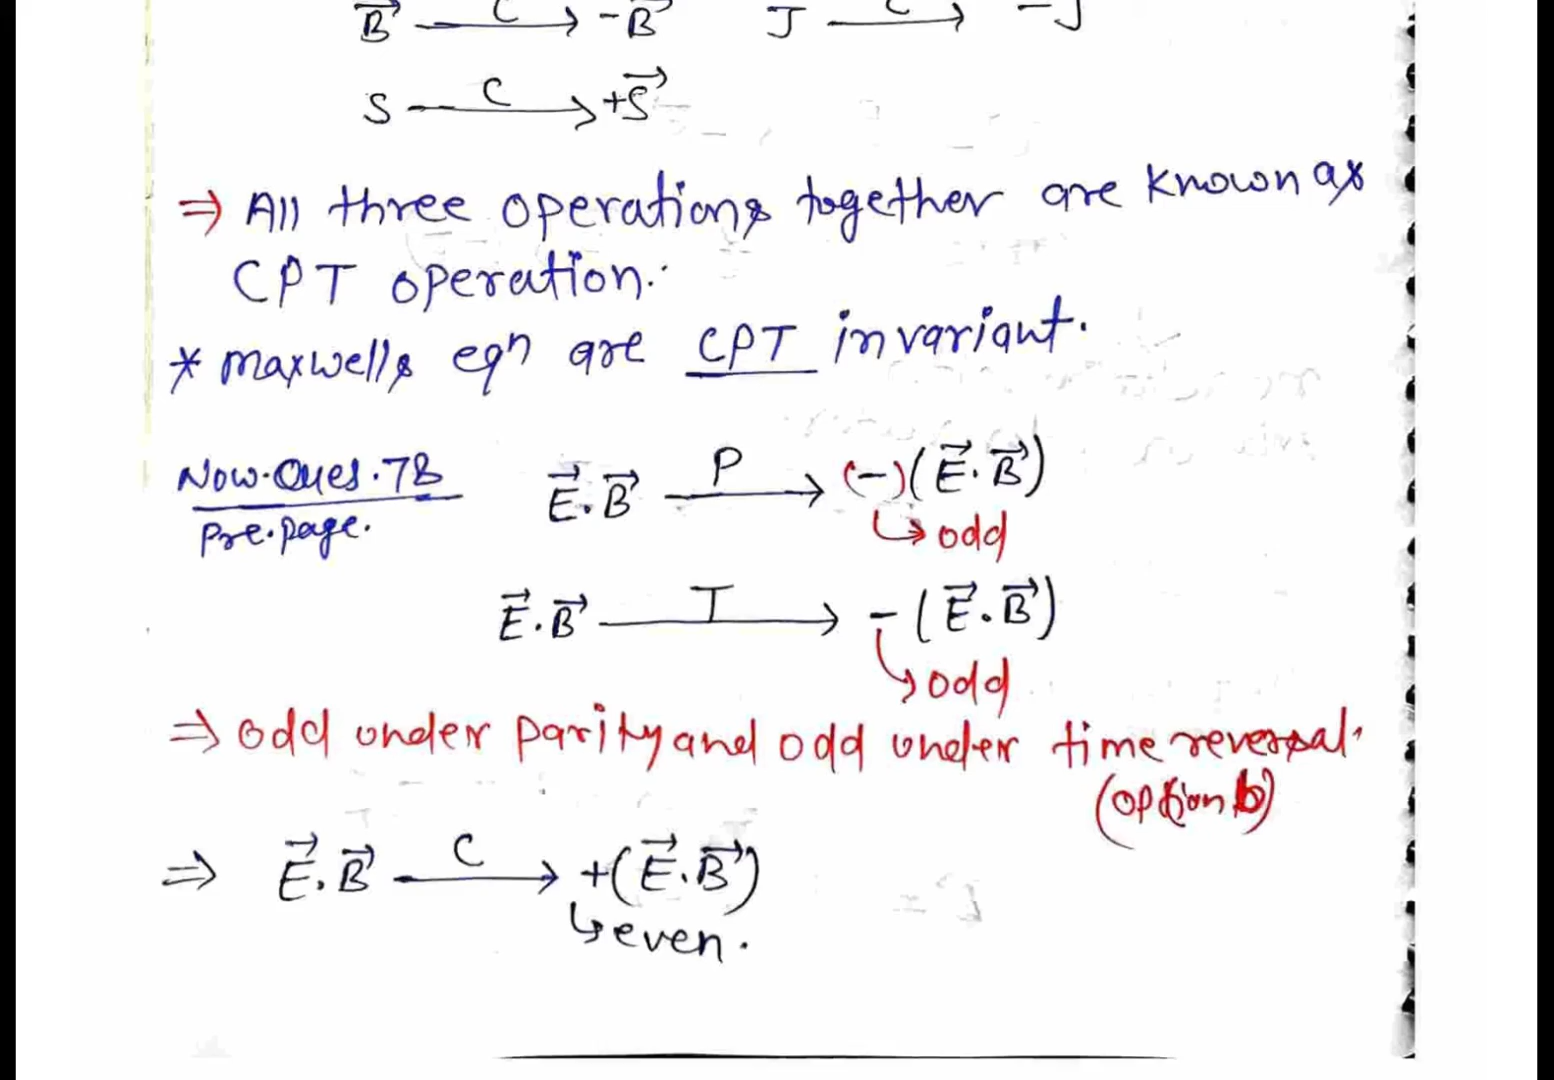 B⃗ —C→ -B⃗    J —C→ -J
S —C→ +S⃗
⇒ All three operations together are known as
CPT operation.
* maxwells eqⁿ are CPT invariant.
Now. Ques. 78
Pre. page.
E⃗.B⃗ —P→ (-)(E⃗.B⃗)
↳ odd
E⃗.B⃗ —T→ -(E⃗.B⃗)
↳ odd
⇒ odd under parity and odd under time reversal.
(option b)
⇒ E⃗.B⃗ —C→ +(E⃗.B⃗)
↳ even.